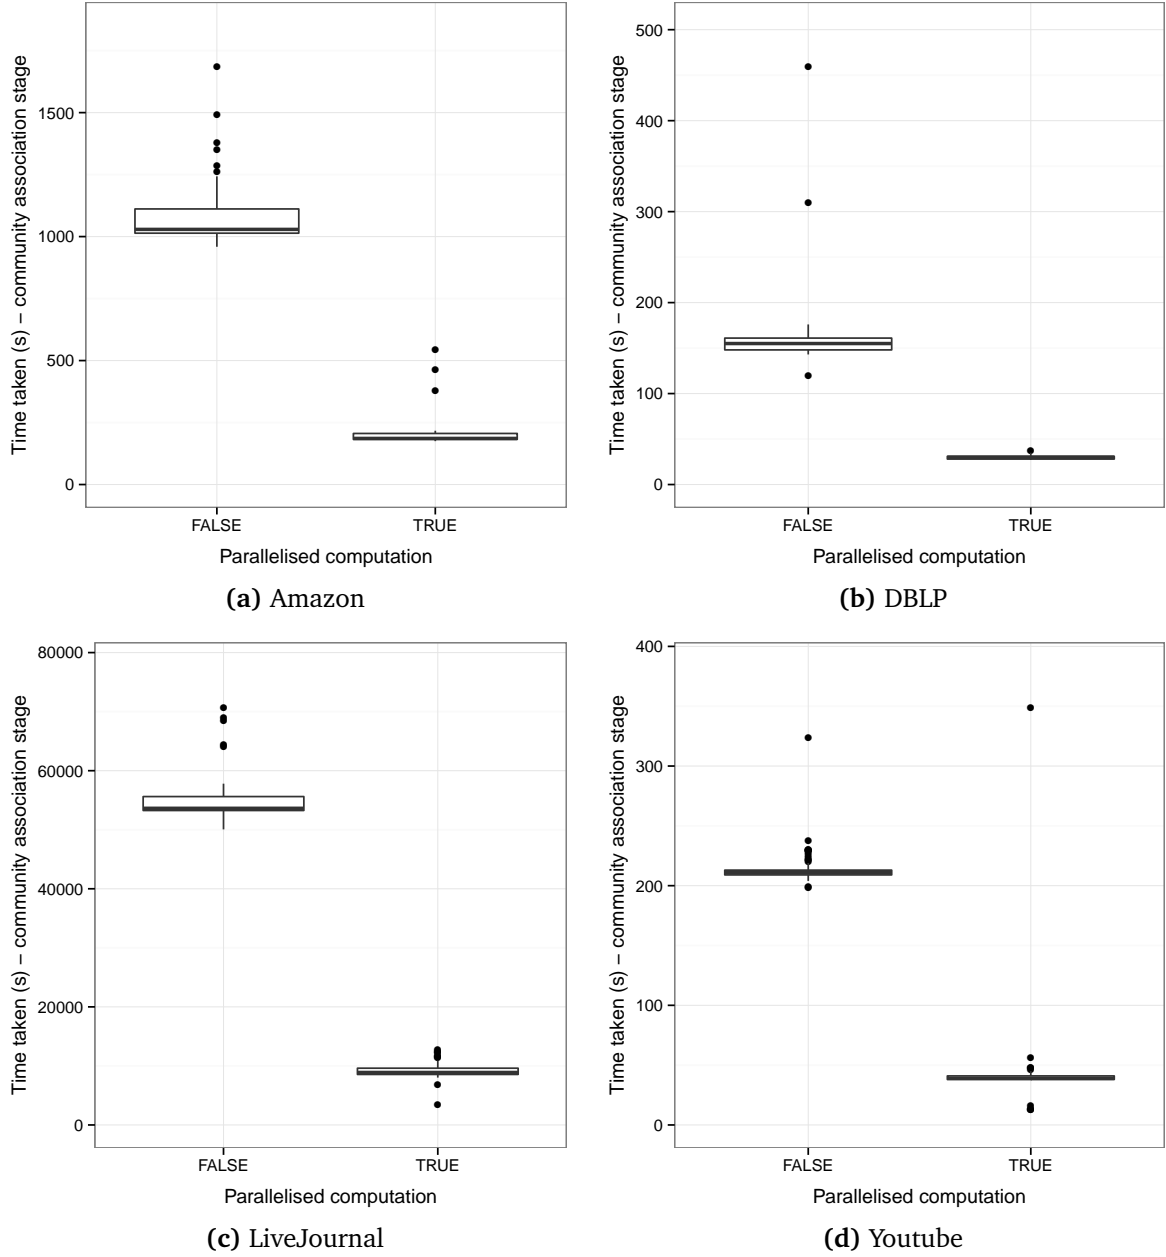 Time taken (s) – community association stage
1500
1000
500
0
FALSE TRUE
Parallelised computation
(a) Amazon
Time taken (s) – community association stage
500
400
300
200
100
0
FALSE TRUE
Parallelised computation
(b) DBLP
Time taken (s) – community association stage
80000
60000
40000
20000
0
FALSE TRUE
Parallelised computation
(c) LiveJournal
Time taken (s) – community association stage
400
300
200
100
0
FALSE TRUE
Parallelised computation
(d) Youtube